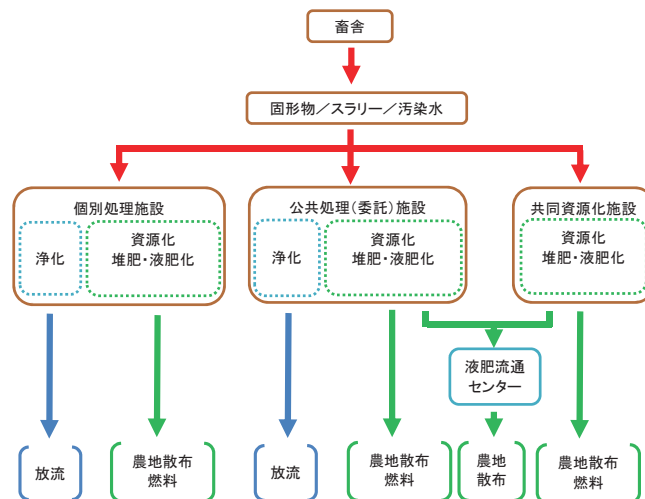 畜舎
固形物／スラリー／汚染水
個別処理施設
浄化
資源化
堆肥・液肥化
公共処理（委託）施設
浄化
資源化
堆肥・液肥化
共同資源化施設
資源化
堆肥・液肥化
液肥流通
センター
放流
農地散布
燃料
放流
農地散布
燃料
農地
散布
農地散布
燃料